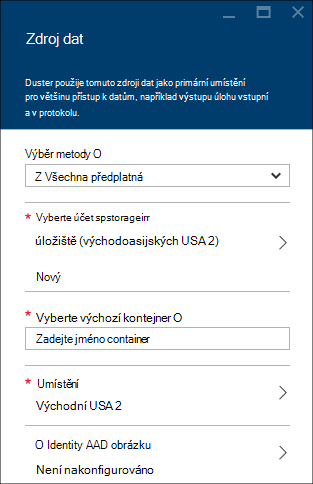 Zdroj dat
Duster použije tomuto zdroji dat jako primární umístění
pro většinu přístup k datům, například výstupu úlohu vstupní
a v protokolu.
Výběr metody O
Z Všechna předplatná
* Vyberte účet spstorageirr
úložiště (východoasijských USA 2)
Nový
* Vyberte výchozí kontejner O
Zadejte jméno container
* Umístění
Východní USA 2
O Identity AAD obrázku
Není nakonfigurováno